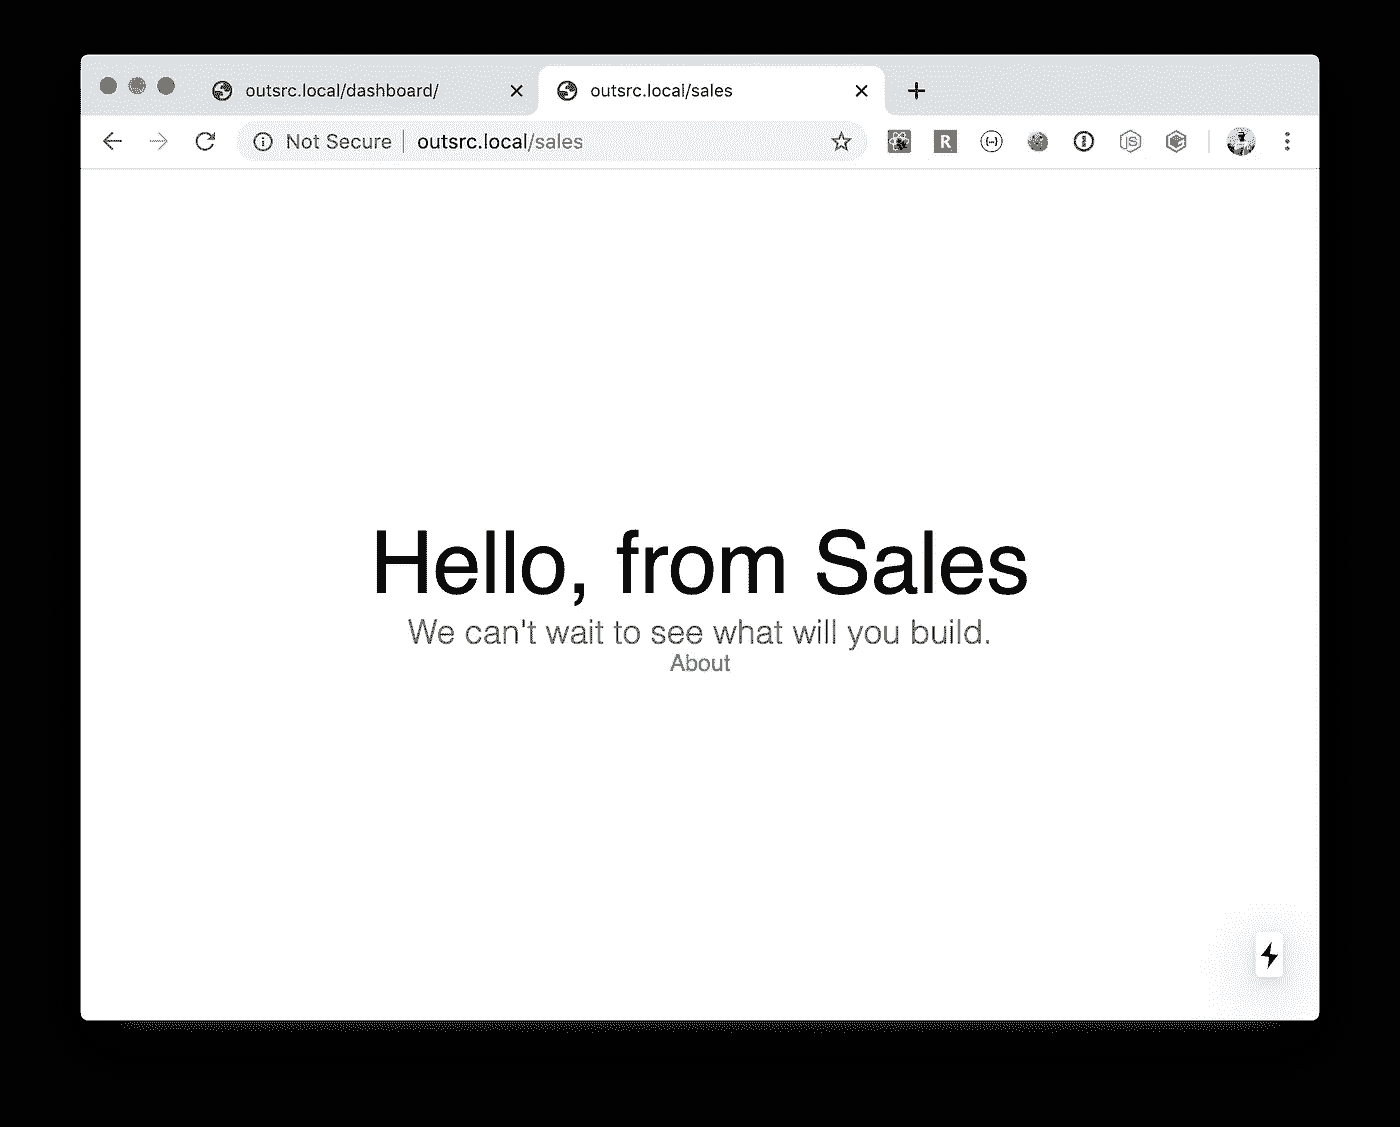 outsrc.local/dashboard/
outsrc.local/sales
Not Secure
outsrc.local/sales
R
JS
Hello, from Sales
We can't wait to see what will you build.
About